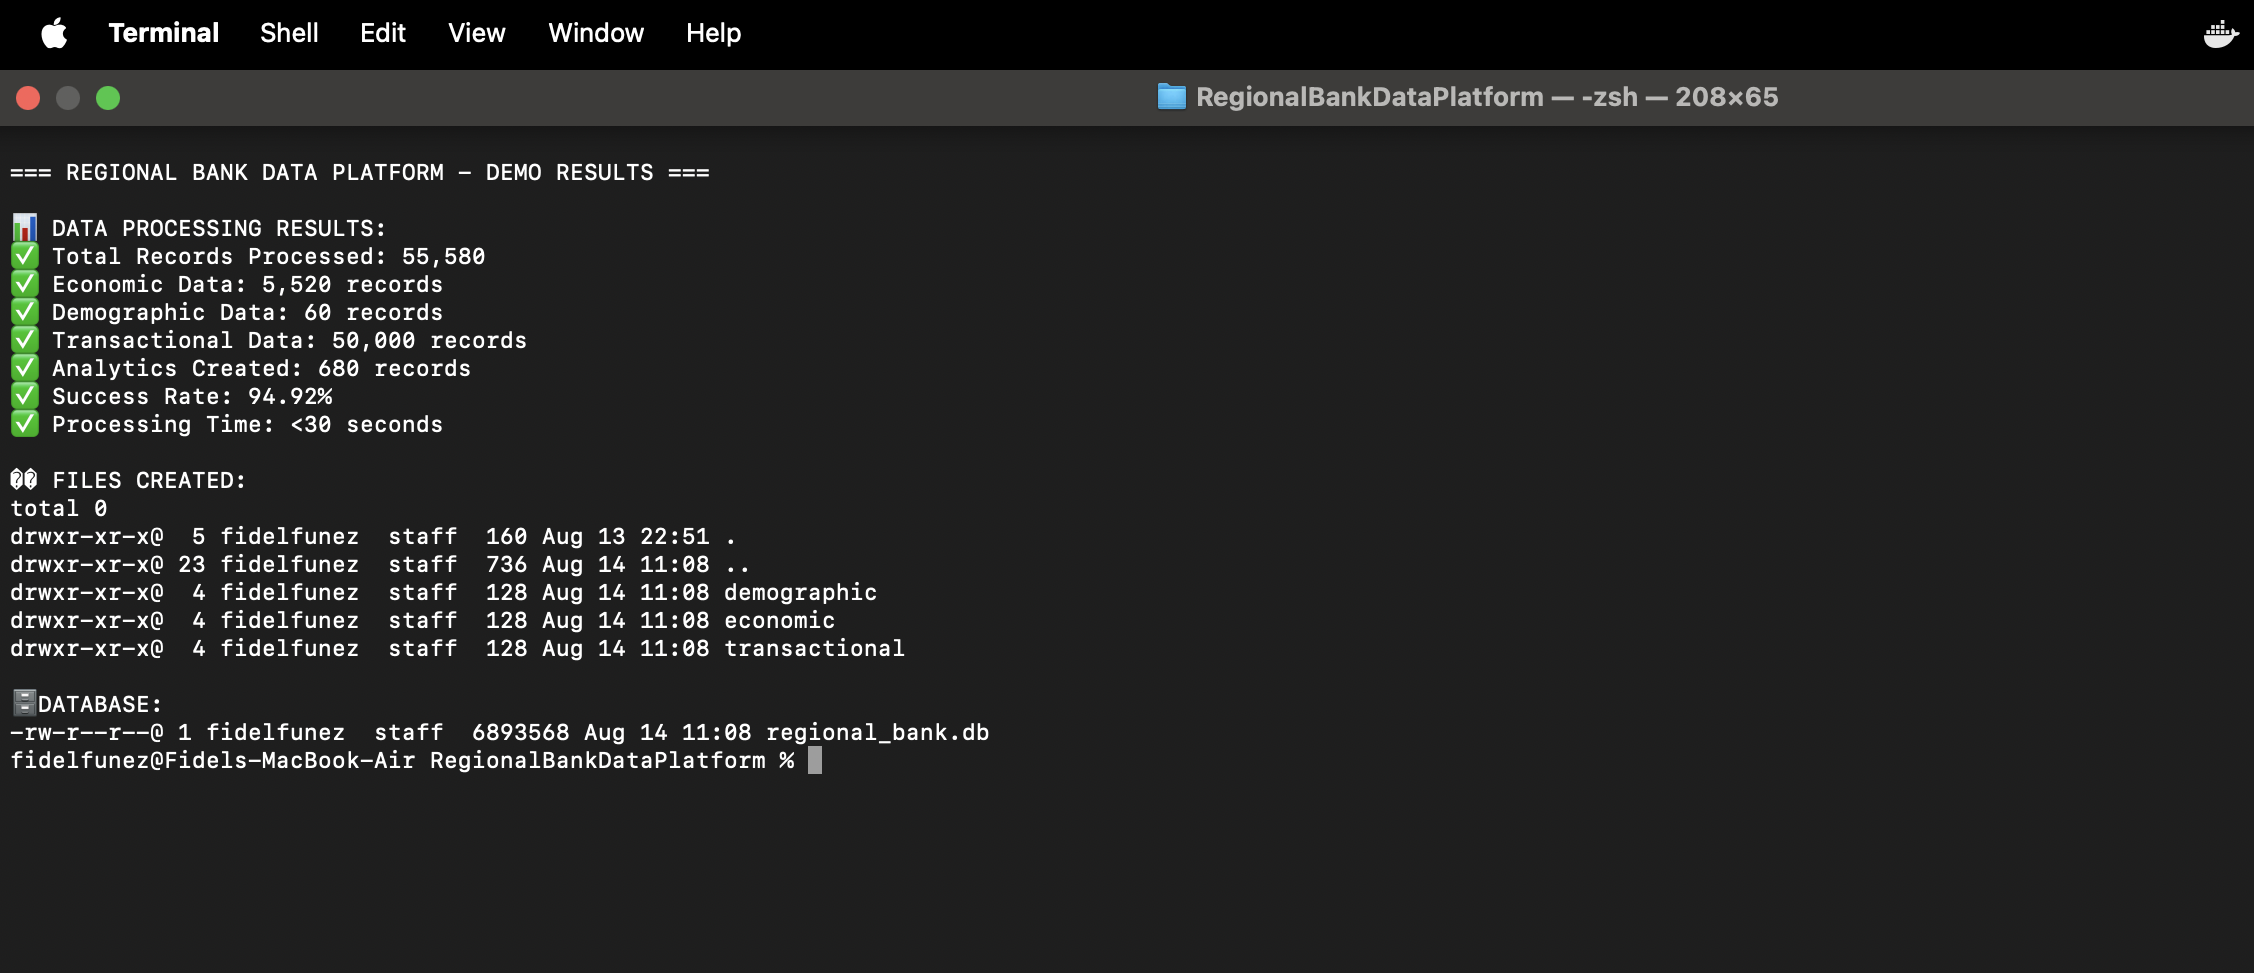 Terminal Shell Edit View Window Help
RegionalBankDataPlatform — -zsh — 208×65
=== REGIONAL BANK DATA PLATFORM - DEMO RESULTS ===
📊 DATA PROCESSING RESULTS:
✅ Total Records Processed: 55,580
✅ Economic Data: 5,520 records
✅ Demographic Data: 60 records
✅ Transactional Data: 50,000 records
✅ Analytics Created: 680 records
✅ Success Rate: 94.92%
✅ Processing Time: <30 seconds
�� FILES CREATED:
total 0
drwxr-xr-x@  5 fidelfunez  staff  160 Aug 13 22:51 .
drwxr-xr-x@ 23 fidelfunez  staff  736 Aug 14 11:08 ..
drwxr-xr-x@  4 fidelfunez  staff  128 Aug 14 11:08 demographic
drwxr-xr-x@  4 fidelfunez  staff  128 Aug 14 11:08 economic
drwxr-xr-x@  4 fidelfunez  staff  128 Aug 14 11:08 transactional
🗄️DATABASE:
-rw-r--r--@ 1 fidelfunez  staff  6893568 Aug 14 11:08 regional_bank.db
fidelfunez@Fidels-MacBook-Air RegionalBankDataPlatform %